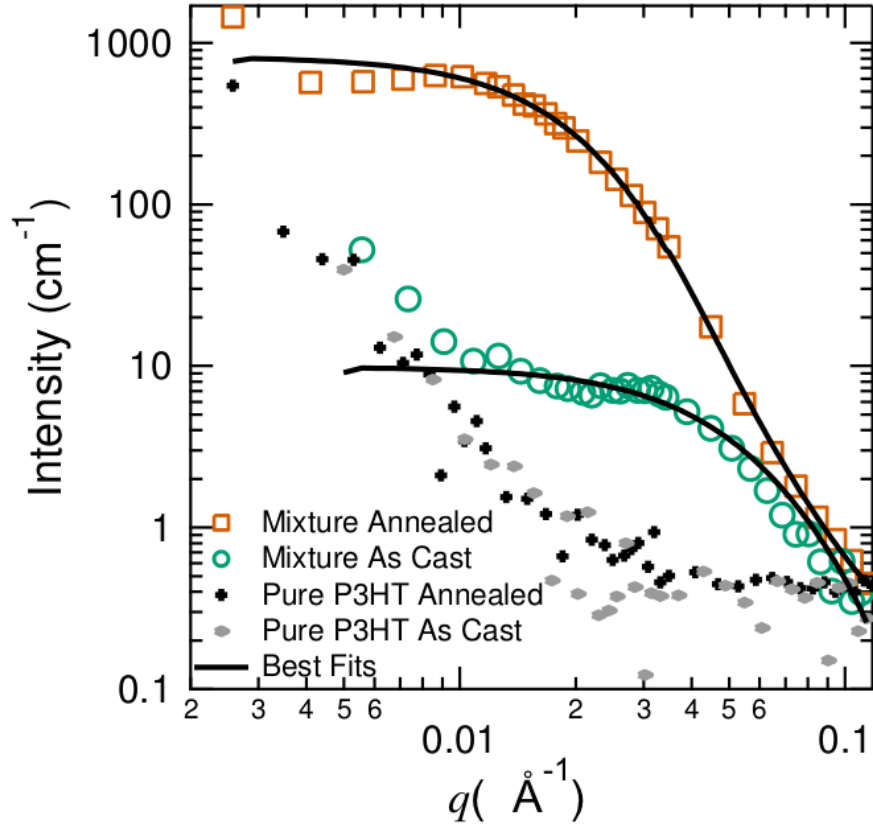 1000
100
10
1
0.1
Intensity (cm⁻¹)
Mixture Annealed
Mixture As Cast
Pure P3HT Annealed
Pure P3HT As Cast
Best Fits
2 3 4 5 6 2 3 4 5 6
0.01 0.1
q( Å⁻¹)